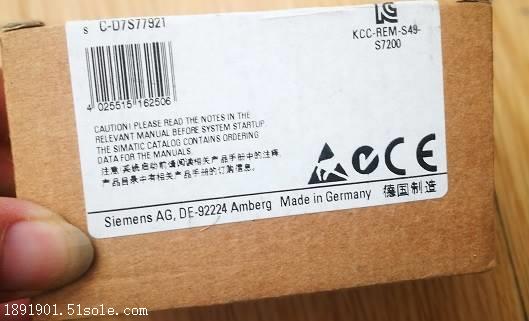 S C-D7S77921
KCC-REM-S49-
S7200
4 025515 162506
CAUTION! PLEASE READ THE NOTES IN THE
RELEVANT MANUAL BEFORE SYSTEM STARTUP.
THE SIMATIC CATALOG CONTAINS ORDERING
DATA FOR THE MANUALS.
注意!系统启动前请阅读相关产品手册中的注释,
产品目录中有相关产品手册的订购信息。
CE
Siemens AG, DE-92224 Amberg Made in Germany 德国制造
1891901.51sole.com